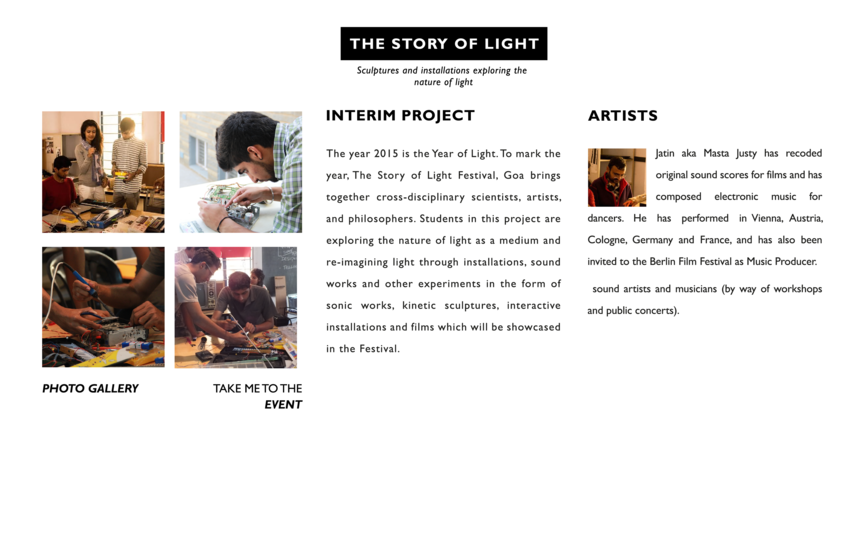 THE STORY OF LIGHT
Sculptures and installations exploring the
nature of light
INTERIM PROJECT
The year 2015 is the Year of Light. To mark the
year, The Story of Light Festival, Goa brings
together cross-disciplinary scientists, artists,
and philosophers. Students in this project are
exploring the nature of light as a medium and
re-imagining light through installations, sound
works and other experiments in the form of
sonic works, kinetic sculptures, interactive
installations and films which will be showcased
in the Festival.
ARTISTS
Jatin aka Masta Justy has recoded
original sound scores for films and has
composed electronic music for
dancers. He has performed in Vienna, Austria,
Cologne, Germany and France, and has also been
invited to the Berlin Film Festival as Music Producer.
sound artists and musicians (by way of workshops
and public concerts).
PHOTO GALLERY
TAKE ME TO THE
EVENT